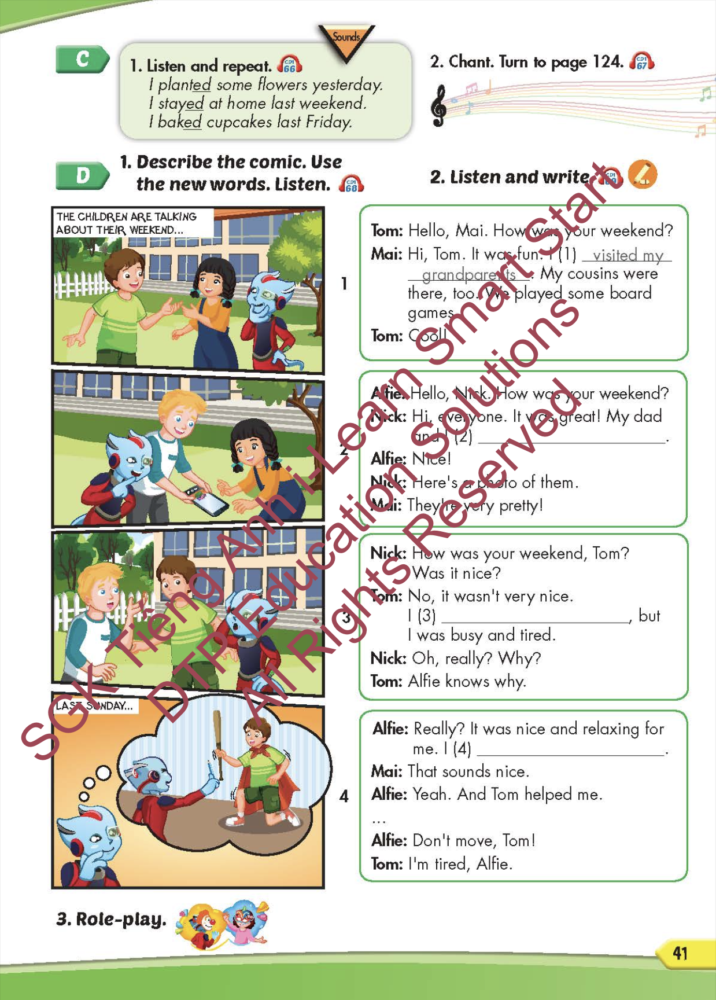 Sounds
C
1. Listen and repeat. CD1 66
I planted some flowers yesterday.
I stayed at home last weekend.
I baked cupcakes last Friday.
2. Chant. Turn to page 124. CD1 67
D
1. Describe the comic. Use
the new words. Listen. CD1 68
2. Listen and write.
THE CHILDREN ARE TALKING
ABOUT THEIR WEEKEND...
1
Tom: Hello, Mai. How was your weekend?
Mai: Hi, Tom. It was fun. I (1) visited my
grandparents. My cousins were
there, too. We played some board
games.
Tom: Cool!
2
Alfie: Hello, Nick. How was your weekend?
Nick: Hi, everyone. It was great! My dad
and I (2) ____________________.
Alfie: Nice!
Nick: Here's a photo of them.
Mai: They're very pretty!
3
Nick: How was your weekend, Tom?
Was it nice?
Tom: No, it wasn't very nice.
I (3) ____________________, but
I was busy and tired.
Nick: Oh, really? Why?
Tom: Alfie knows why.
LAST SUNDAY...
4
Alfie: Really? It was nice and relaxing for
me. I (4) ____________________.
Mai: That sounds nice.
Alfie: Yeah. And Tom helped me.
...
Alfie: Don't move, Tom!
Tom: I'm tired, Alfie.
3. Role-play.
41
SGK Tiếng Anh i-Learn Smart Start
DTP Education Solutions
All Rights Reserved